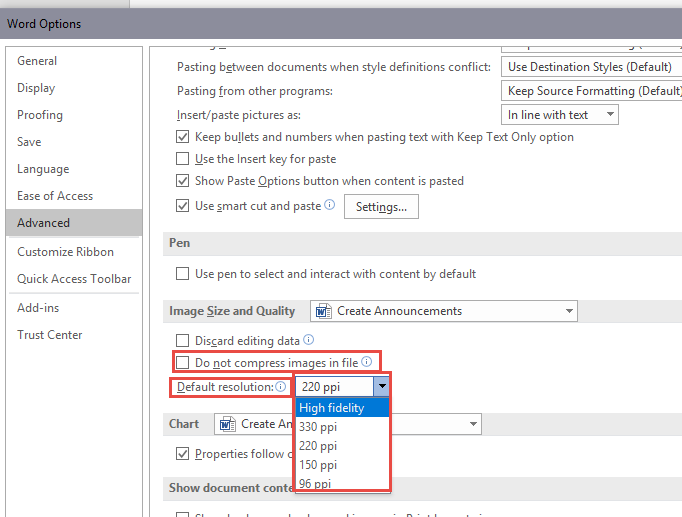 Word Options
General
Display
Proofing
Save
Language
Ease of Access
Advanced
Customize Ribbon
Quick Access Toolbar
Add-ins
Trust Center
Pasting between documents when style definitions conflict: Use Destination Styles (Default)
Pasting from other programs: Keep Source Formatting (Default)
Insert/paste pictures as: In line with text
Keep bullets and numbers when pasting text with Keep Text Only option
Use the Insert key for paste
Show Paste Options button when content is pasted
Use smart cut and paste Settings...
Pen
Use pen to select and interact with content by default
Image Size and Quality Create Announcements
Discard editing data
Do not compress images in file
Default resolution: 220 ppi
High fidelity
330 ppi
220 ppi
150 ppi
96 ppi
Chart Create An
Properties follow c
Show document conte